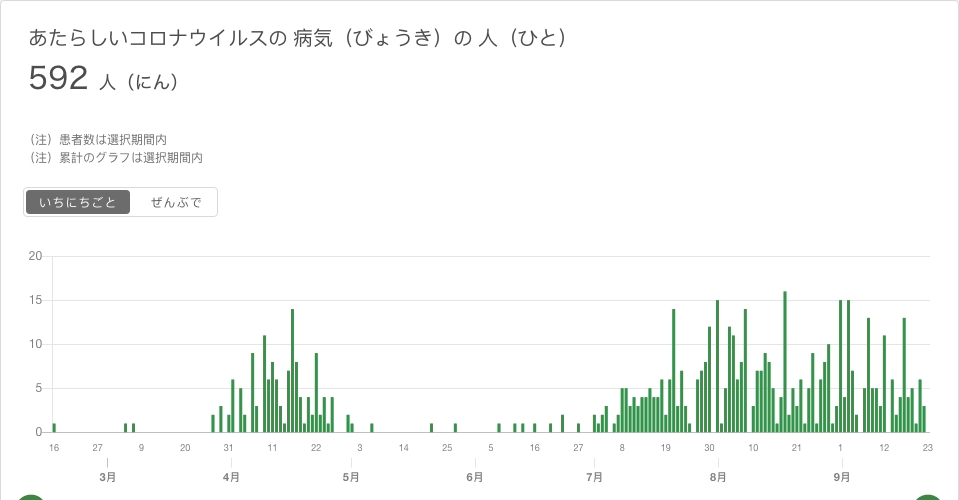 あたらしいコロナウイルスの 病気（びょうき）の 人（ひと）
592 人（にん）
（注）患者数は選択期間内
（注）累計のグラフは選択期間内
いちにちごと ぜんぶで
20
15
10
5
0
16 27 9 20 31 11 22 3 14 25 5 16 27 8 19 30 10 21 1 12 23
3月 4月 5月 6月 7月 8月 9月